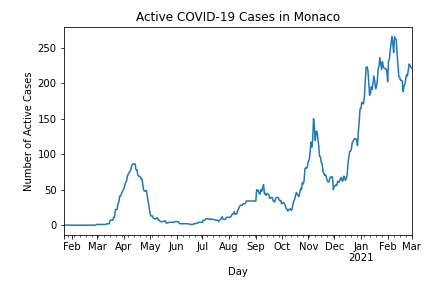 Active COVID-19 Cases in Monaco
Number of Active Cases
250
200
150
100
50
0
Feb Mar Apr May Jun Jul Aug Sep Oct Nov Dec Jan Feb Mar
2021
Day